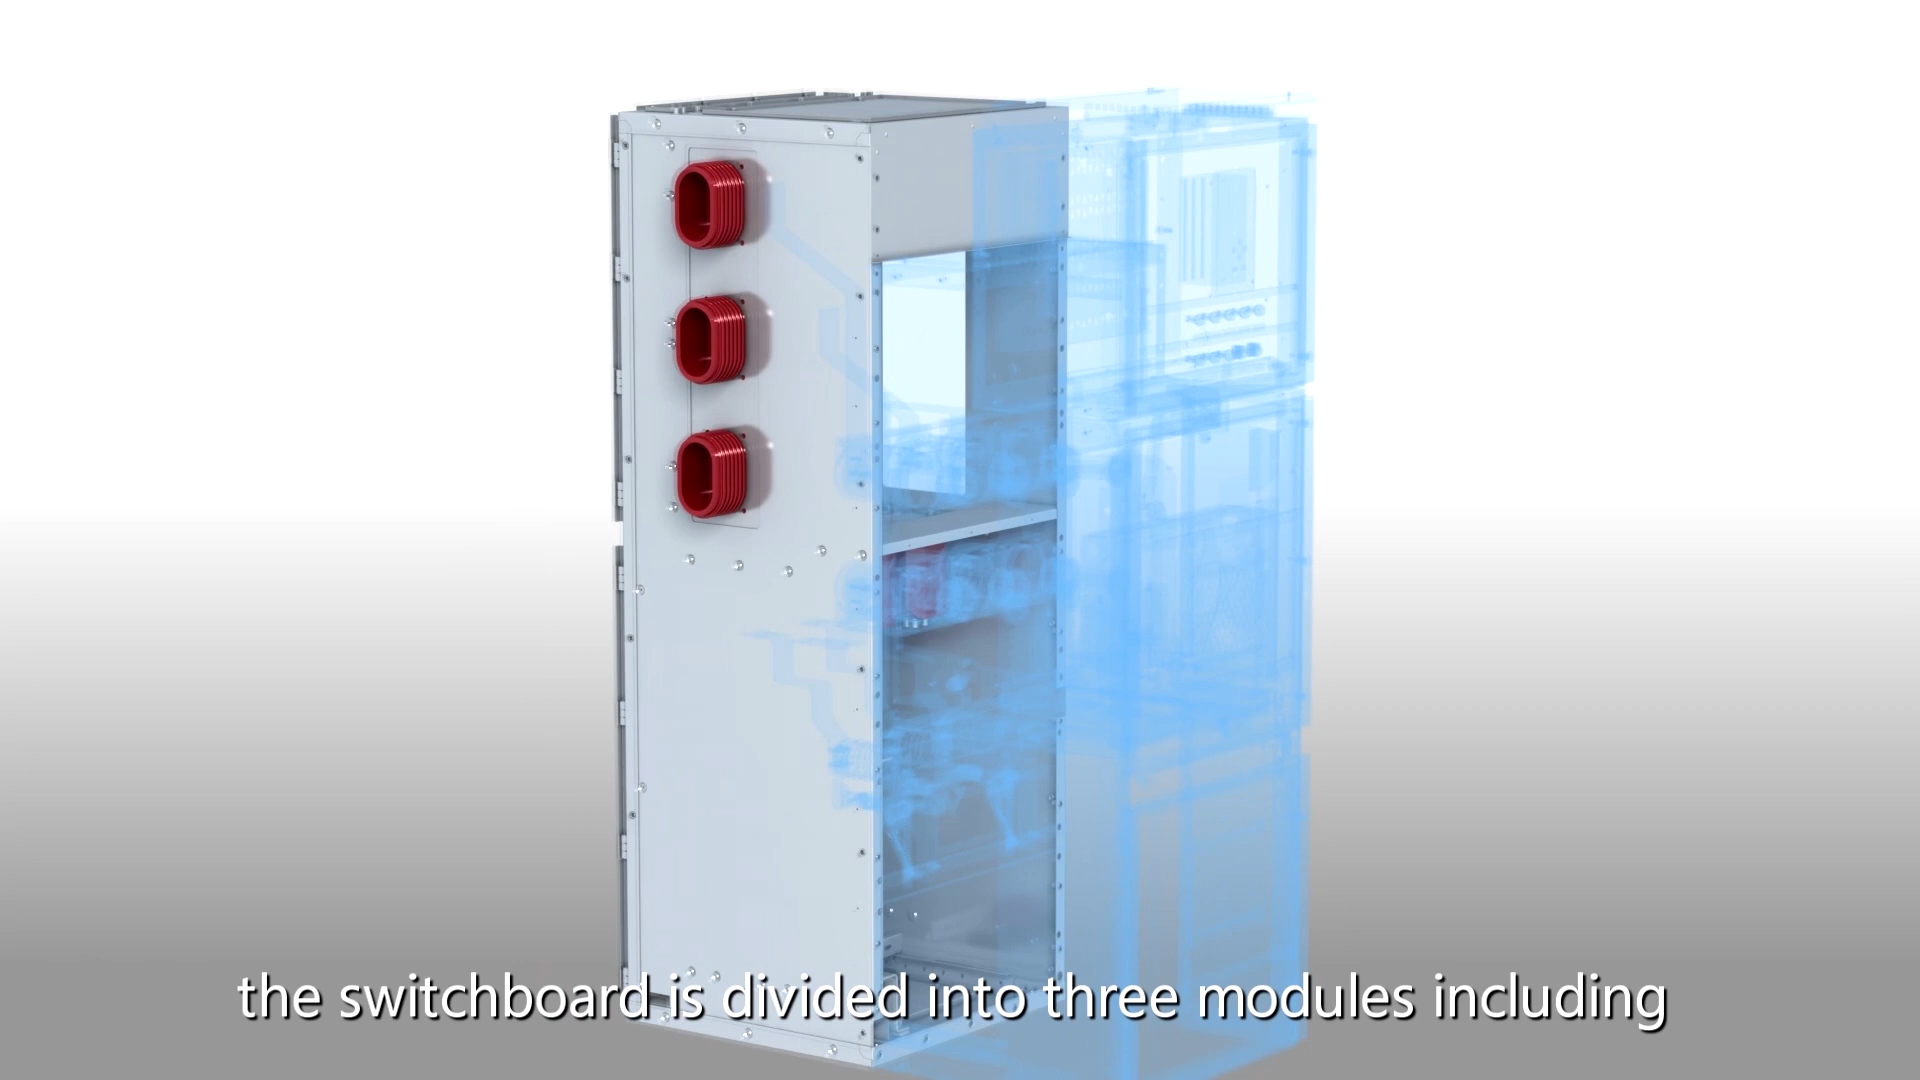 the switchboard is divided into three modules including